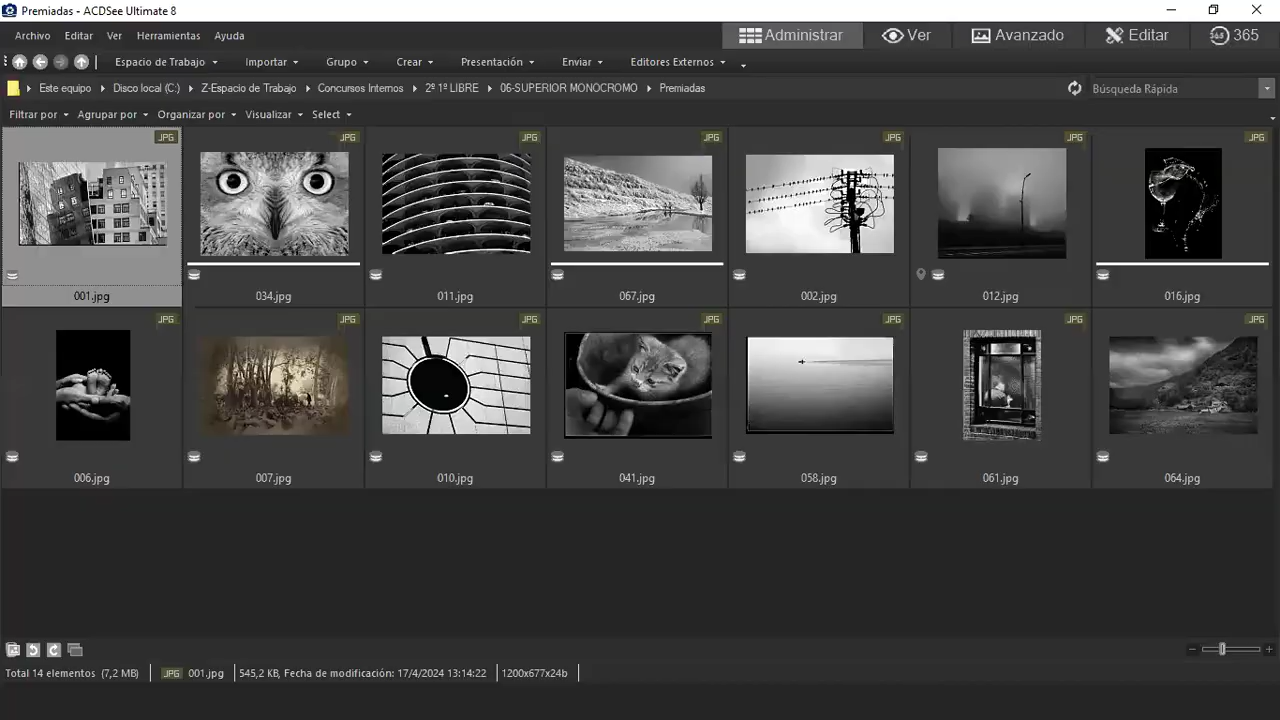 Premiadas - ACDSee Ultimate 8
Archivo Editar Ver Herramientas Ayuda
Administrar Ver Avanzado Editar 365 365
Espacio de Trabajo Importar Grupo Crear Presentación Enviar Editores Externos
Este equipo Disco local (C:) Z-Espacio de Trabajo Concursos Internos 2º 1º LIBRE 06-SUPERIOR MONOCROMO Premiadas Búsqueda Rápida
Filtrar por Agrupar por Organizar por Visualizar Select
JPG JPG JPG JPG JPG JPG JPG
001.jpg 034.jpg 011.jpg 067.jpg 002.jpg 012.jpg 016.jpg
JPG JPG JPG JPG JPG JPG JPG
006.jpg 007.jpg 010.jpg 041.jpg 058.jpg 061.jpg 064.jpg
Total 14 elementos (7,2 MB) JPG 001.jpg 545,2 KB, Fecha de modificación: 17/4/2024 13:14:22 1200x677x24b